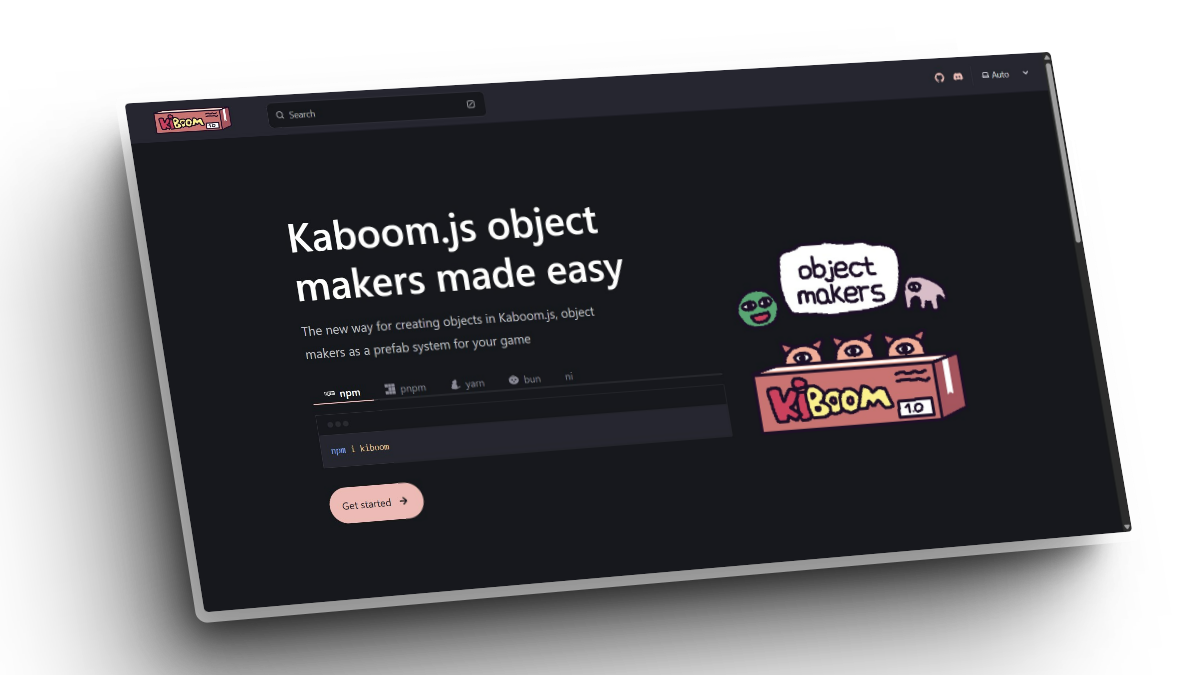 KiBOOM 1.0
Search
Auto
Kaboom.js object
makers made easy
The new way for creating objects in Kaboom.js, object
makers as a prefab system for your game
npm pnpm yarn bun ni
npm i kiboom
Get started
object
makers
KiBOOM
1.0